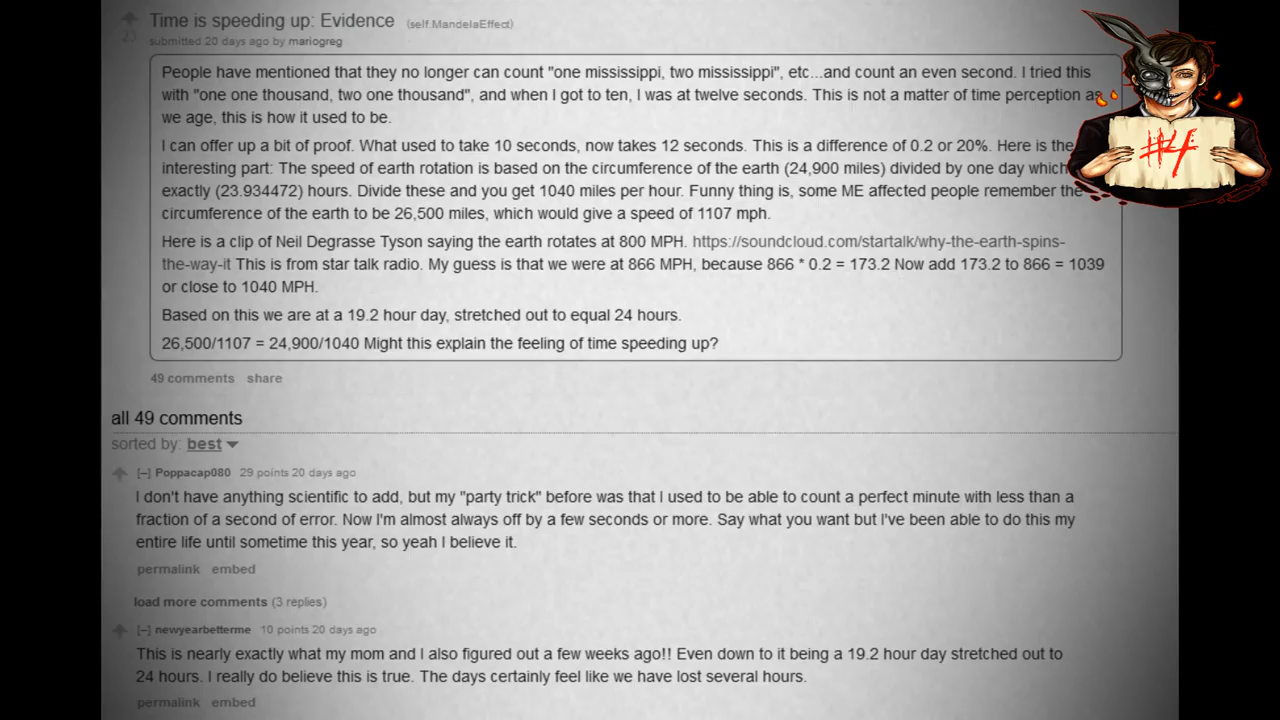 Time is speeding up: Evidence (self.MandelaEffect)
23
submitted 20 days ago by mariogreg
People have mentioned that they no longer can count "one mississippi, two mississippi", etc...and count an even second. I tried this
with "one one thousand, two one thousand", and when I got to ten, I was at twelve seconds. This is not a matter of time perception as
we age, this is how it used to be.
I can offer up a bit of proof. What used to take 10 seconds, now takes 12 seconds. This is a difference of 0.2 or 20%. Here is the
interesting part: The speed of earth rotation is based on the circumference of the earth (24,900 miles) divided by one day which
exactly (23.934472) hours. Divide these and you get 1040 miles per hour. Funny thing is, some ME affected people remember the
circumference of the earth to be 26,500 miles, which would give a speed of 1107 mph.
Here is a clip of Neil Degrasse Tyson saying the earth rotates at 800 MPH. https://soundcloud.com/startalk/why-the-earth-spins-
the-way-it This is from star talk radio. My guess is that we were at 866 MPH, because 866 * 0.2 = 173.2 Now add 173.2 to 866 = 1039
or close to 1040 MPH.
Based on this we are at a 19.2 hour day, stretched out to equal 24 hours.
26,500/1107 = 24,900/1040 Might this explain the feeling of time speeding up?
49 comments share
all 49 comments
sorted by: best
[–] Poppacap080 29 points 20 days ago
I don't have anything scientific to add, but my "party trick" before was that I used to be able to count a perfect minute with less than a
fraction of a second of error. Now I'm almost always off by a few seconds or more. Say what you want but I've been able to do this my
entire life until sometime this year, so yeah I believe it.
permalink embed
load more comments (3 replies)
[–] newyearbetterme 10 points 20 days ago
This is nearly exactly what my mom and I also figured out a few weeks ago!! Even down to it being a 19.2 hour day stretched out to
24 hours. I really do believe this is true. The days certainly feel like we have lost several hours.
permalink embed
#4